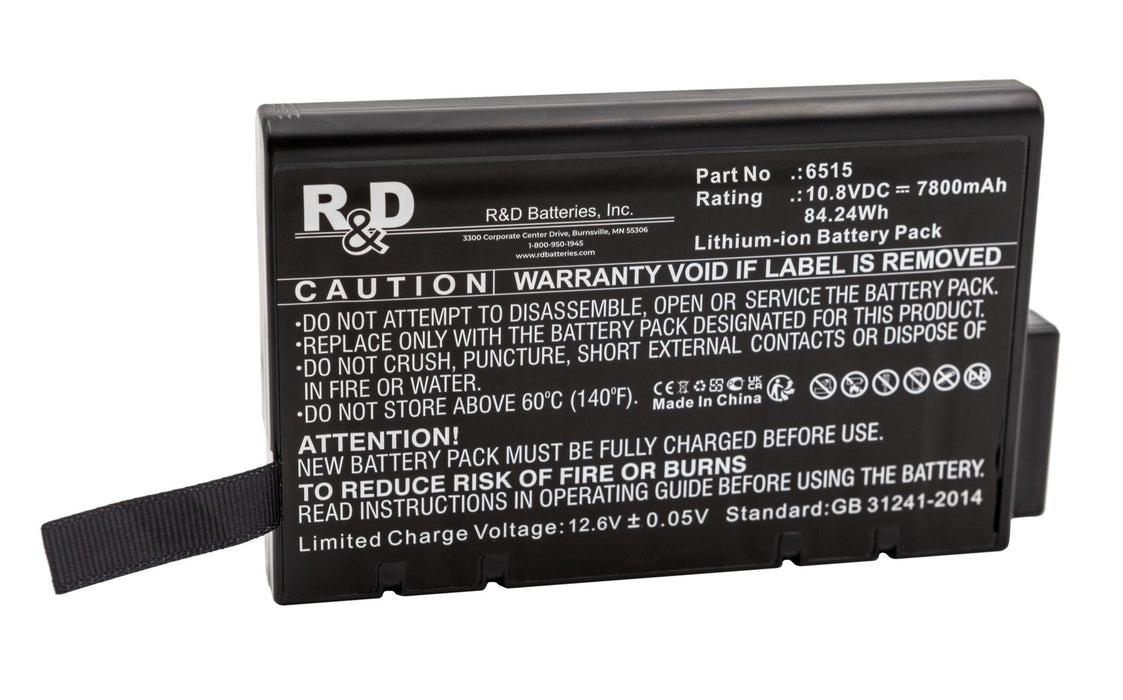 R&D
R&D Batteries, Inc.
3300 Corporate Center Drive, Burnsville, MN 55306
1-800-950-1945
www.rdbatteries.com
Part No .:6515
Rating .:10.8VDC ⎓ 7800mAh
84.24Wh
Lithium-ion Battery Pack
CAUTION
WARRANTY VOID IF LABEL IS REMOVED
•DO NOT ATTEMPT TO DISASSEMBLE, OPEN OR SERVICE THE BATTERY PACK.
•REPLACE ONLY WITH THE BATTERY PACK DESIGNATED FOR THIS PRODUCT.
•DO NOT CRUSH, PUNCTURE, SHORT EXTERNAL CONTACTS OR DISPOSE OF
IN FIRE OR WATER.
•DO NOT STORE ABOVE 60°C (140°F).
CE UK CA
Made In China
Pb
ATTENTION!
NEW BATTERY PACK MUST BE FULLY CHARGED BEFORE USE.
TO REDUCE RISK OF FIRE OR BURNS
READ INSTRUCTIONS IN OPERATING GUIDE BEFORE USING THE BATTERY.
Limited Charge Voltage:12.6V ± 0.05V Standard:GB 31241-2014